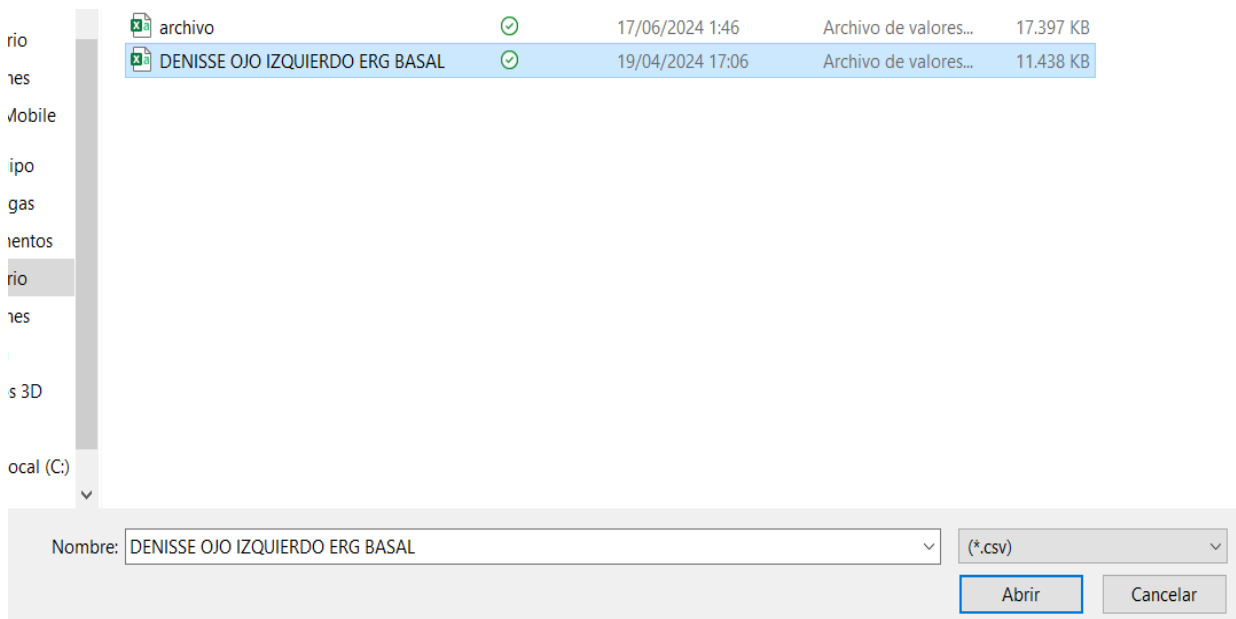 archivo 17/06/2024 1:46 Archivo de valores... 17.397 KB
rio
DENISSE OJO IZQUIERDO ERG BASAL 19/04/2024 17:06 Archivo de valores... 11.438 KB
nes
Mobile
ipo
gas
nentos
rio
nes
s 3D
ocal (C:)
Nombre: DENISSE OJO IZQUIERDO ERG BASAL (*.csv)
Abrir Cancelar